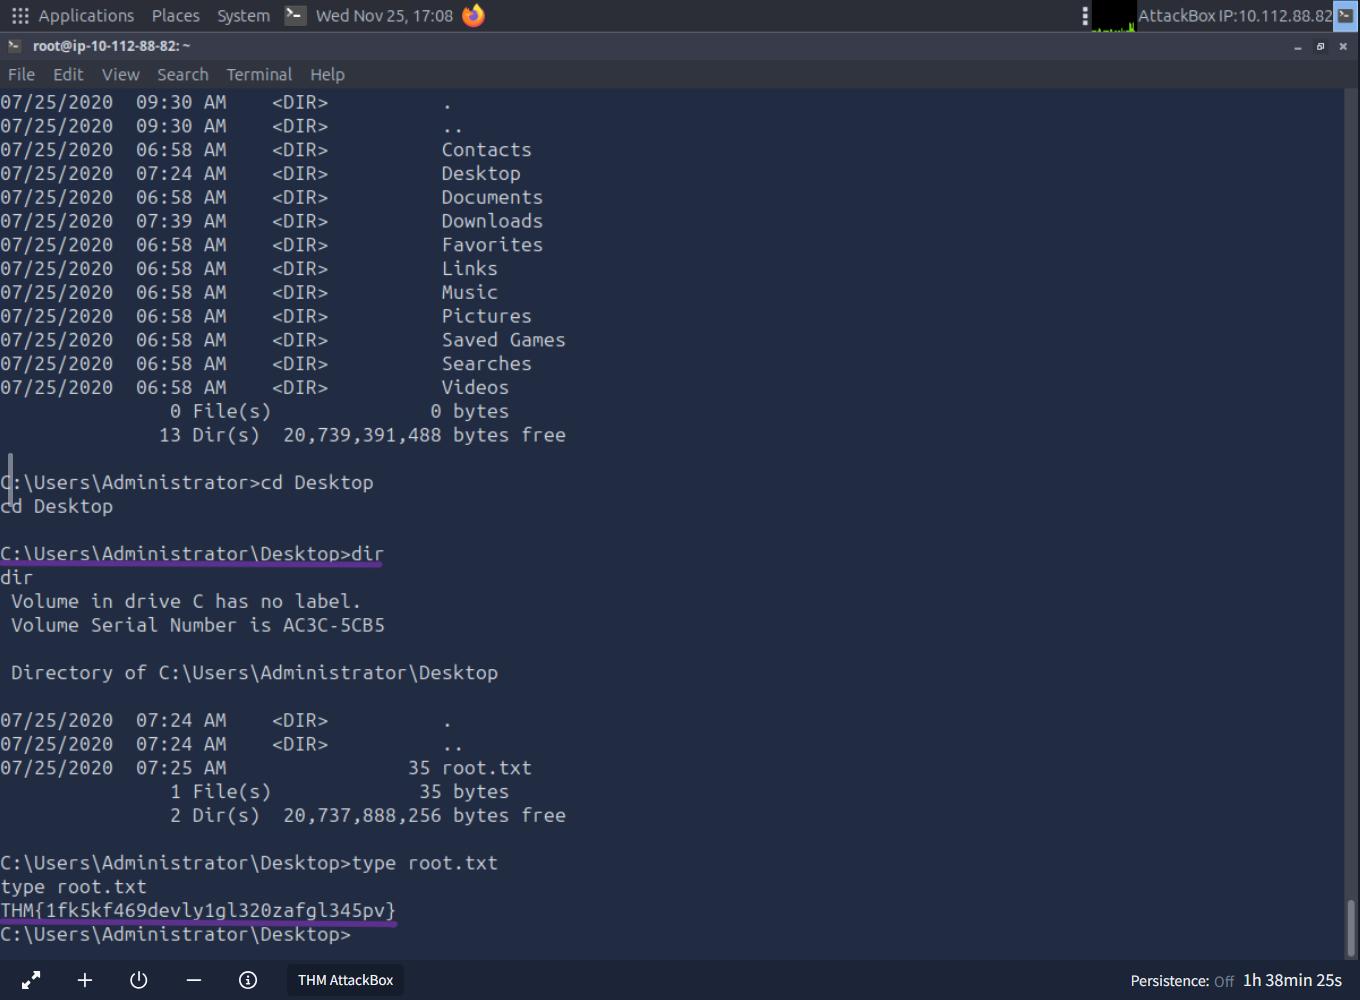 Applications Places System Wed Nov 25, 17:08 AttackBox IP:10.112.88.82
root@ip-10-112-88-82: ~
File Edit View Search Terminal Help
07/25/2020  09:30 AM    <DIR>          .
07/25/2020  09:30 AM    <DIR>          ..
07/25/2020  06:58 AM    <DIR>          Contacts
07/25/2020  07:24 AM    <DIR>          Desktop
07/25/2020  06:58 AM    <DIR>          Documents
07/25/2020  07:39 AM    <DIR>          Downloads
07/25/2020  06:58 AM    <DIR>          Favorites
07/25/2020  06:58 AM    <DIR>          Links
07/25/2020  06:58 AM    <DIR>          Music
07/25/2020  06:58 AM    <DIR>          Pictures
07/25/2020  06:58 AM    <DIR>          Saved Games
07/25/2020  06:58 AM    <DIR>          Searches
07/25/2020  06:58 AM    <DIR>          Videos
               0 File(s)              0 bytes
              13 Dir(s)  20,739,391,488 bytes free
C:\Users\Administrator>cd Desktop
cd Desktop
C:\Users\Administrator\Desktop>dir
dir
 Volume in drive C has no label.
 Volume Serial Number is AC3C-5CB5
 Directory of C:\Users\Administrator\Desktop
07/25/2020  07:24 AM    <DIR>          .
07/25/2020  07:24 AM    <DIR>          ..
07/25/2020  07:25 AM                35 root.txt
               1 File(s)             35 bytes
               2 Dir(s)  20,737,888,256 bytes free
C:\Users\Administrator\Desktop>type root.txt
type root.txt
THM{1fk5kf469devly1gl320zafgl345pv}
C:\Users\Administrator\Desktop>
THM AttackBox Persistence: Off 1h 38min 25s